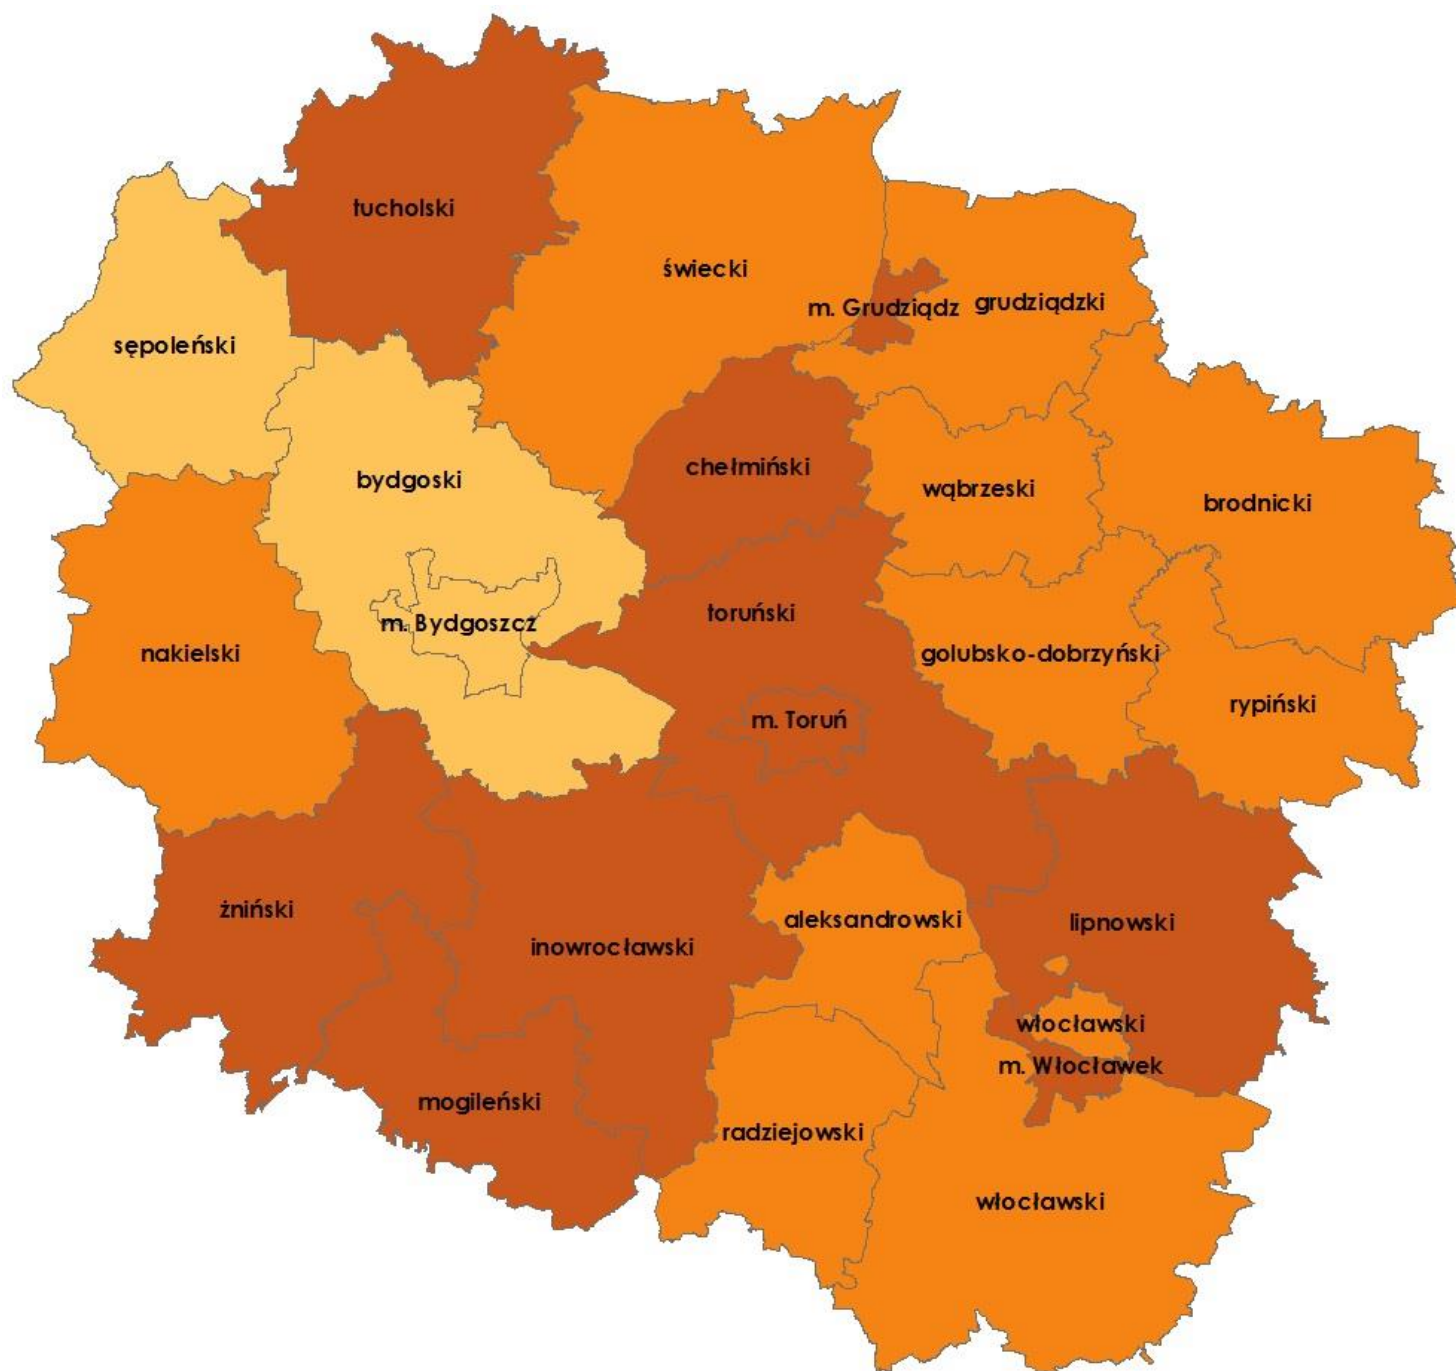 tucholski
świecki
m. Grudziądz
grudziądzki
sępoleński
chełmiński
bydgoski
wąbrzeski
brodnicki
toruński
m. Bydgoszcz
nakielski
golubsko-dobrzyński
rypiński
m. Toruń
żniński
aleksandrowski
lipnowski
inowrocławski
włocławski
m. Włocławek
mogileński
radziejowski
włocławski